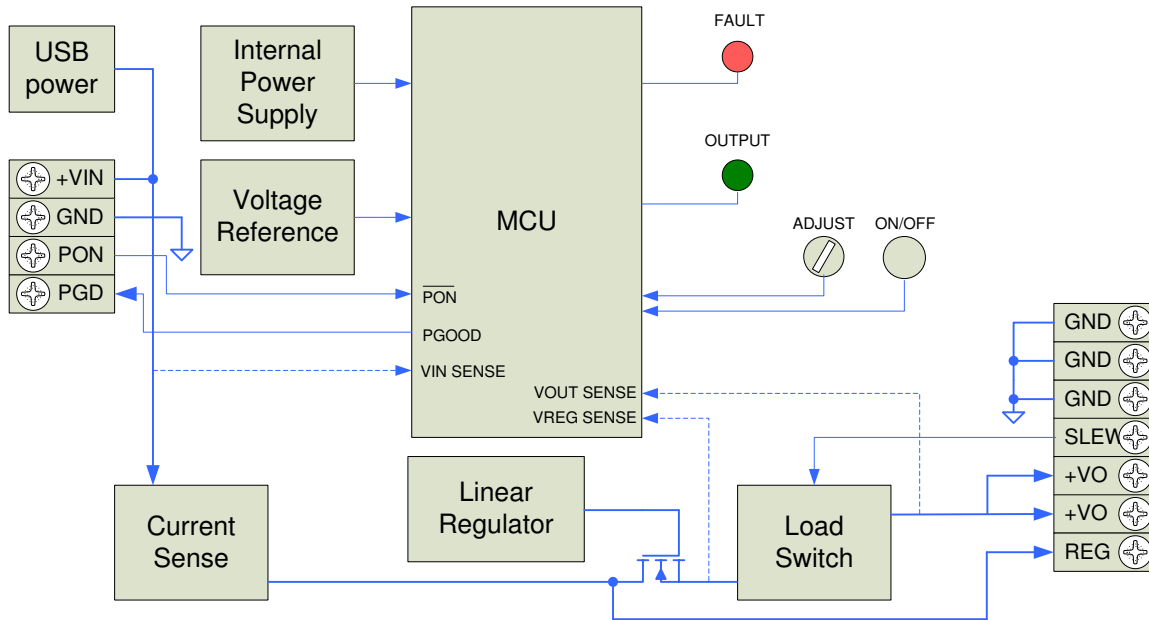 USB
power
+VIN
GND
PON
PGD
Internal
Power
Supply
Voltage
Reference
MCU
PON
PGOOD
VIN SENSE
VOUT SENSE
VREG SENSE
FAULT
OUTPUT
ADJUST
ON/OFF
Current
Sense
Linear
Regulator
Load
Switch
GND
GND
GND
SLEW
+VO
+VO
REG